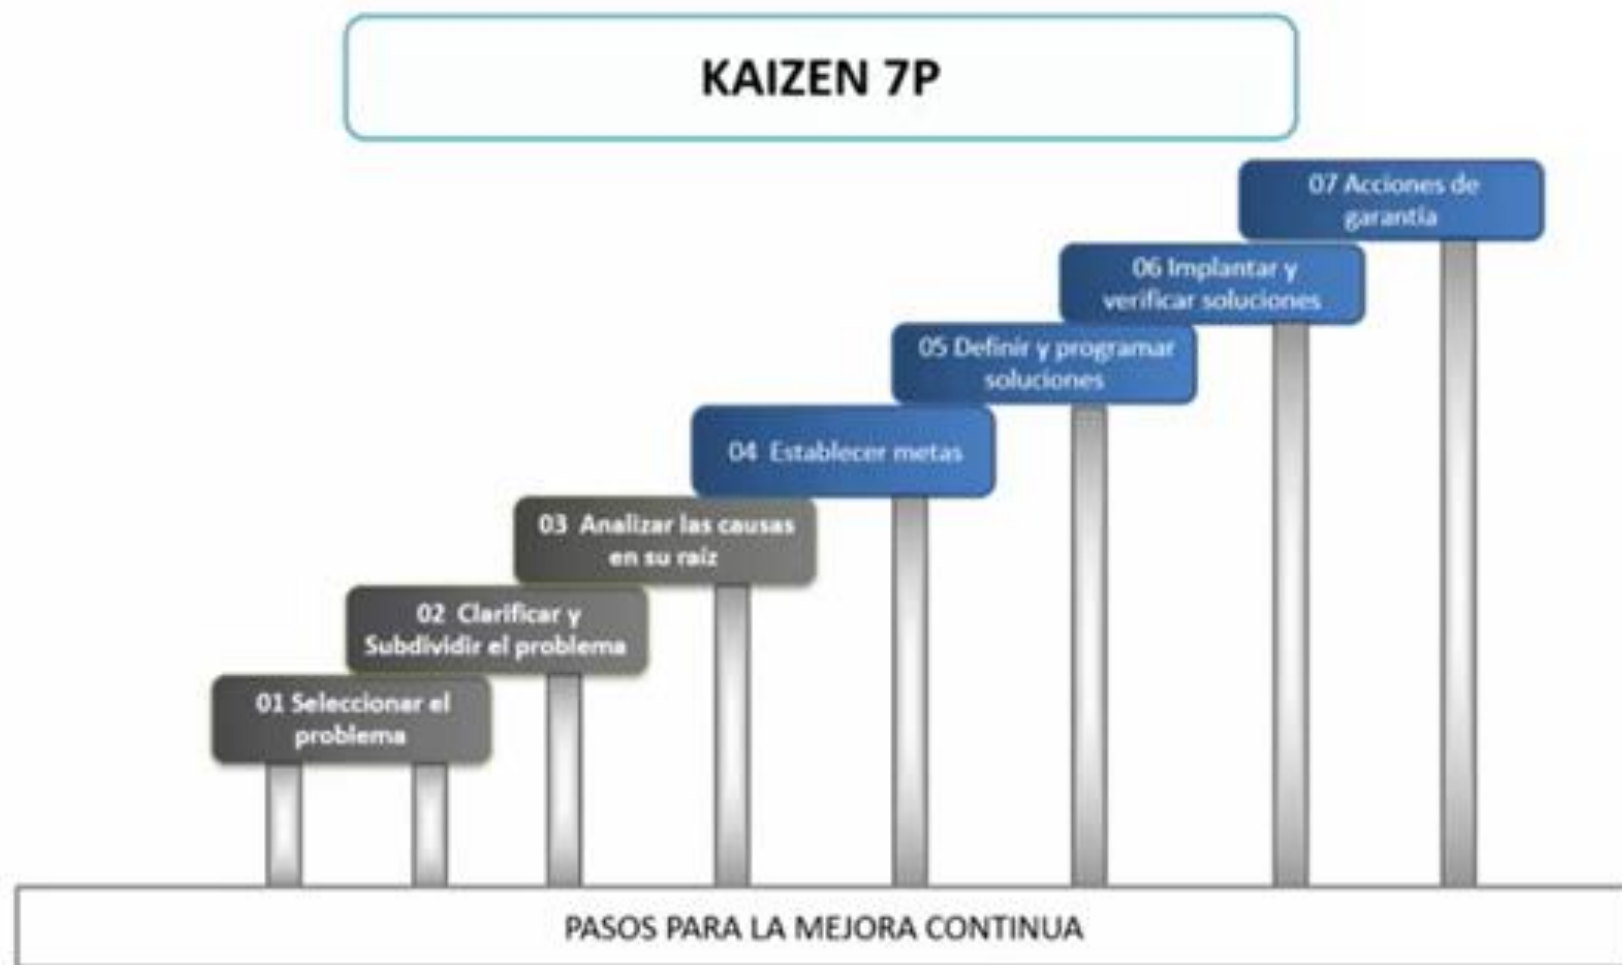 KAIZEN 7P
01 Seleccionar el
problema
02 Clarificar y
Subdividir el problema
03 Analizar las causas
en su raíz
04 Establecer metas
05 Definir y programar
soluciones
06 Implantar y
verificar soluciones
07 Acciones de
garantía
PASOS PARA LA MEJORA CONTINUA